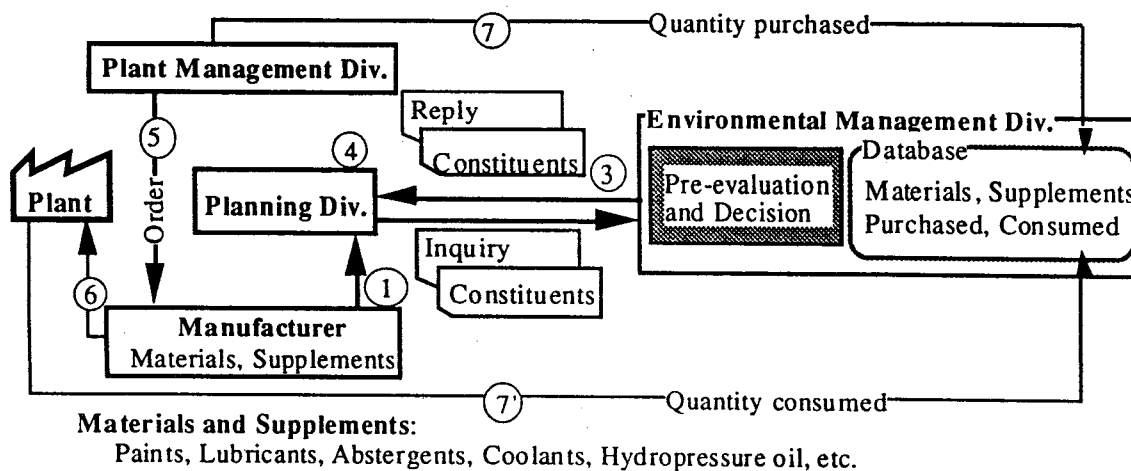 7 Quantity purchased
Plant Management Div.
Reply
Constituents
Environmental Management Div.
Database
5
4
3
Pre-evaluation
and Decision
Materials, Supplements
Purchased, Consumed
Plant
Order
Planning Div.
Inquiry
Constituents
6
1
Manufacturer
Materials, Supplements
7' Quantity consumed
Materials and Supplements:
Paints, Lubricants, Abstergents, Coolants, Hydropressure oil, etc.